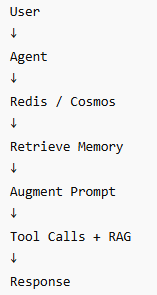 User
↓
Agent
↓
Redis / Cosmos
↓
Retrieve Memory
↓
Augment Prompt
↓
Tool Calls + RAG
↓
Response